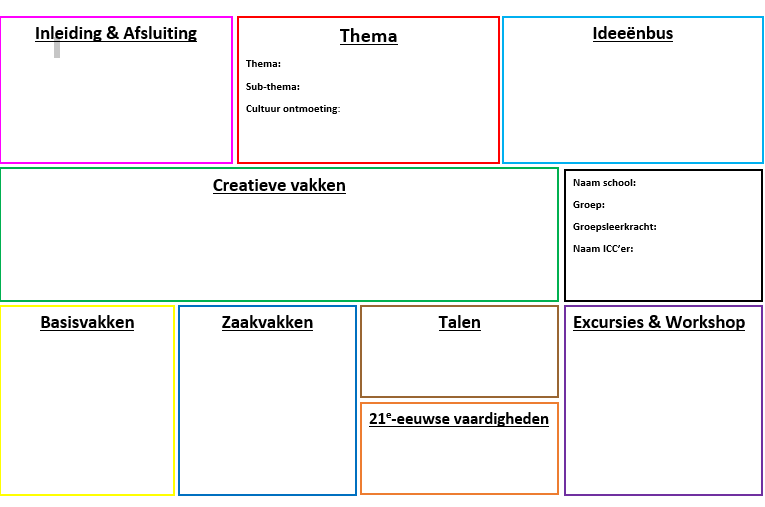 Inleiding & Afsluiting
Thema
Thema:
Sub-thema:
Cultuur ontmoeting:
Ideeënbus
Creatieve vakken
Naam school:
Groep:
Groepsleerkracht:
Naam ICC'er:
Basisvakken
Zaakvakken
Talen
21e-eeuwse vaardigheden
Excursies & Workshop